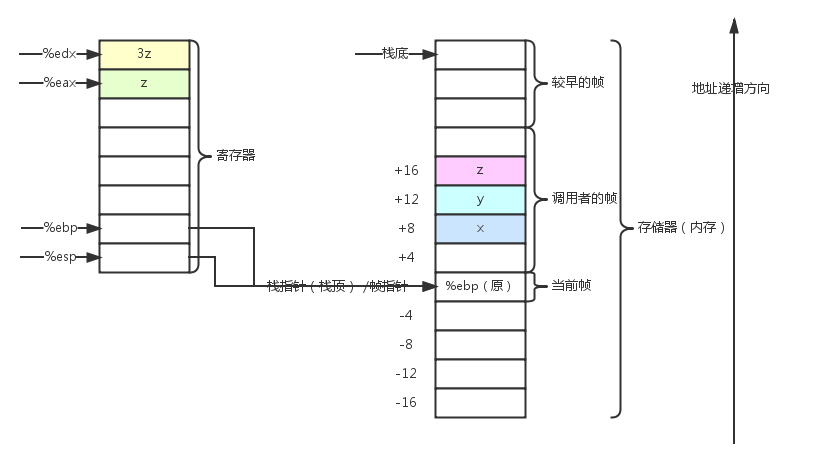 %edx
3z
%eax
z
寄存器
%ebp
%esp
栈底
较早的帧
地址递增方向
+16
z
+12
y
调用者的帧
+8
x
存储器（内存）
+4
栈指针（栈顶）/帧指针
%ebp（原）
当前帧
-4
-8
-12
-16